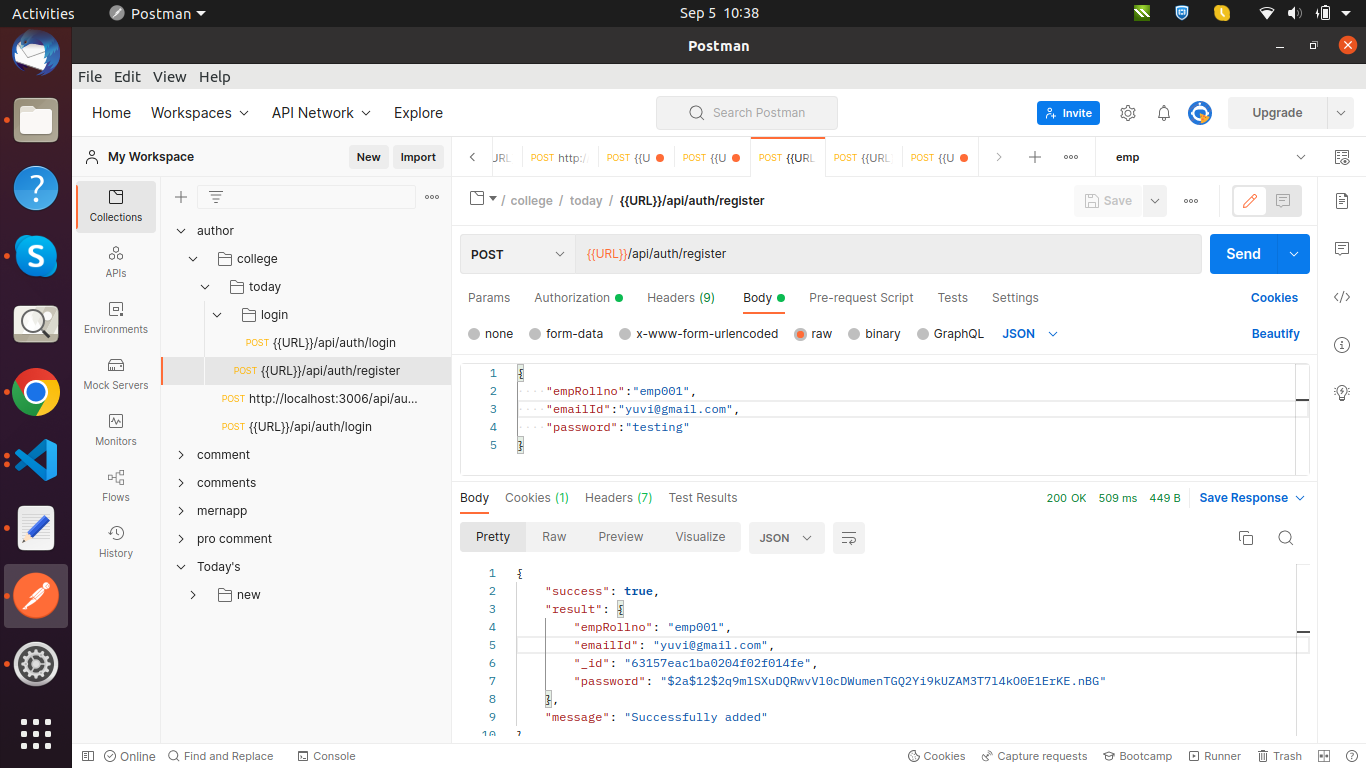 Activities Postman Sep 5 10:38
Postman
File Edit View Help
Home Workspaces API Network Explore Search Postman Invite Upgrade
My Workspace New Import URL POST http:/ POST {{U POST {{U POST {{URL POST {{URL POST {{U emp
Collections
APIs
Environments
Mock Servers
Monitors
Flows
History
author
college
today
login
POST {{URL}}/api/auth/login
POST {{URL}}/api/auth/register
POST http://localhost:3006/api/au...
POST {{URL}}/api/auth/login
comment
comments
mernapp
pro comment
Today's
new
/ college / today / {{URL}}/api/auth/register Save
POST {{URL}}/api/auth/register Send
Params Authorization Headers (9) Body Pre-request Script Tests Settings Cookies
none form-data x-www-form-urlencoded raw binary GraphQL JSON Beautify
1 {
2 "empRollno":"emp001",
3 "emailId":"yuvi@gmail.com",
4 "password":"testing"
5 }
Body Cookies (1) Headers (7) Test Results 200 OK 509 ms 449 B Save Response
Pretty Raw Preview Visualize JSON
1 {
2 "success": true,
3 "result": {
4 "empRollno": "emp001",
5 "emailId": "yuvi@gmail.com",
6 "_id": "63157eac1ba0204f02f014fe",
7 "password": "$2a$12$2q9mlSXuDQRwvVl0cDWumenTGQ2Yi9kUZAM3T7l4kO0E1ErKE.nBG"
8 },
9 "message": "Successfully added"
10 }
Online Find and Replace Console Cookies Capture requests Bootcamp Runner Trash